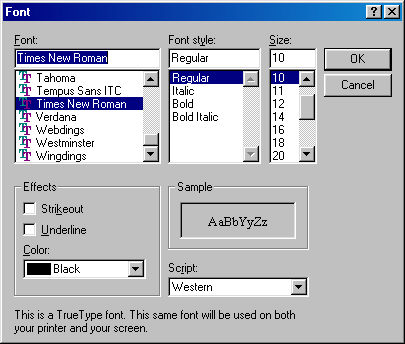 Font
Font:
Times New Roman
Tahoma
Tempus Sans ITC
Times New Roman
Verdana
Webdings
Westminster
Wingdings
Font style:
Regular
Regular
Italic
Bold
Bold Italic
Size:
10
10
11
12
14
16
18
20
OK
Cancel
Effects
Strikeout
Underline
Color:
Black
Sample
AaBbYyZz
Script:
Western
This is a TrueType font. This same font will be used on both
your printer and your screen.